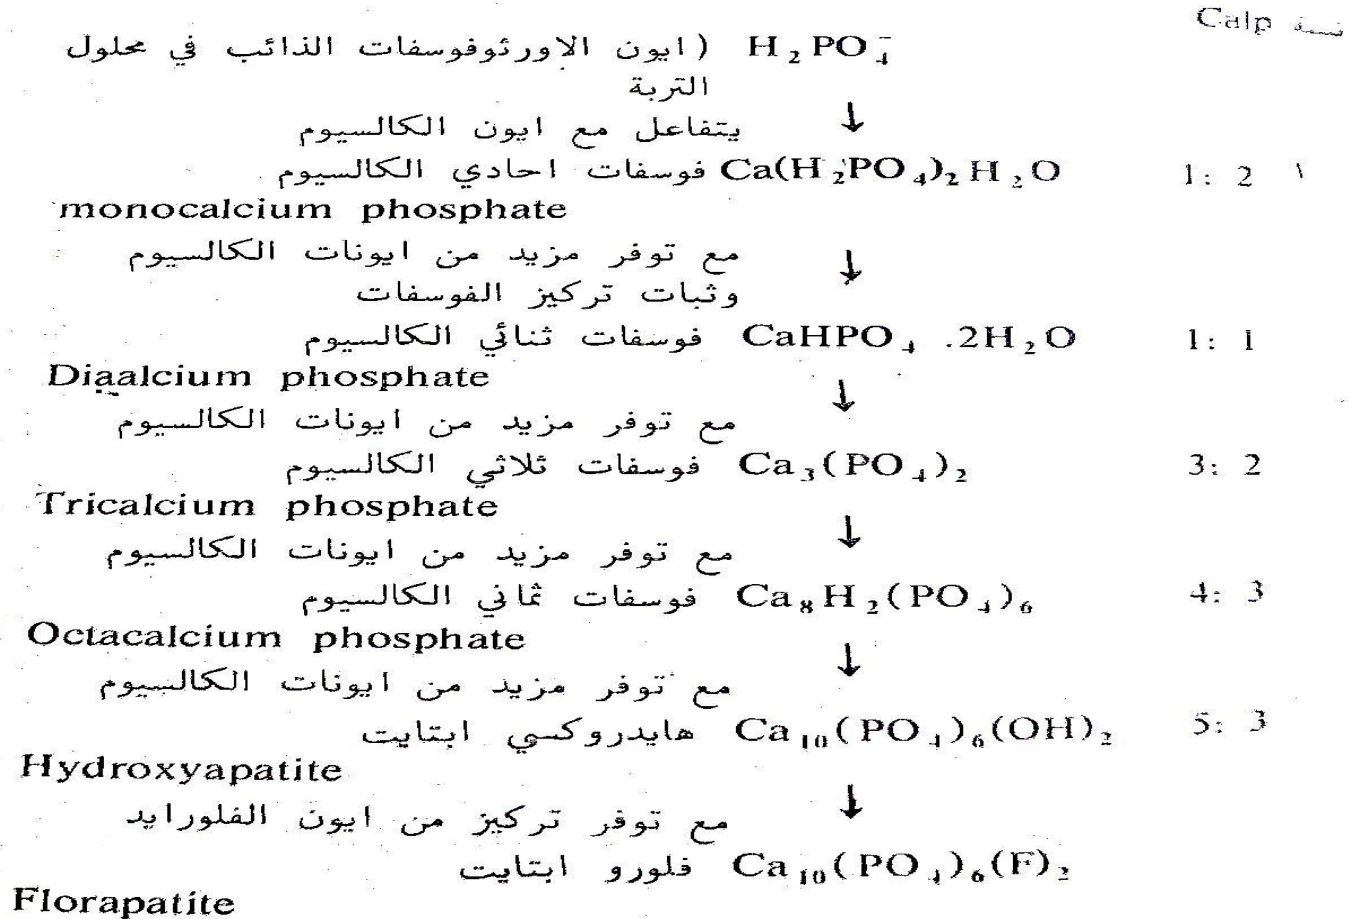 نسبة Calp
H₂PO₄⁻ (ايون الاورثوفوسفات الذائب في محلول
التربة
↓ يتفاعل مع ايون الكالسيوم
Ca(H₂PO₄)₂H₂O فوسفات احادي الكالسيوم 1: 2
monocalcium phosphate
↓ مع توفر مزيد من ايونات الكالسيوم
وثبات تركيز الفوسفات
CaHPO₄ .2H₂O فوسفات ثنائي الكالسيوم 1: 1
Diaalcium phosphate
↓ مع توفر مزيد من ايونات الكالسيوم
Ca₃(PO₄)₂ فوسفات ثلاثي الكالسيوم 3: 2
Tricalcium phosphate
↓ مع توفر مزيد من ايونات الكالسيوم
Ca₈H₂(PO₄)₆ فوسفات ثماني الكالسيوم 4: 3
Octacalcium phosphate
↓ مع توفر مزيد من ايونات الكالسيوم
Ca₁₀(PO₄)₆(OH)₂ هايدروكسي ابتايت 5: 3
Hydroxyapatite
↓ مع توفر تركيز من ايون الفلورايد
Ca₁₀(PO₄)₆(F)₂ فلورو ابتايت
Florapatite